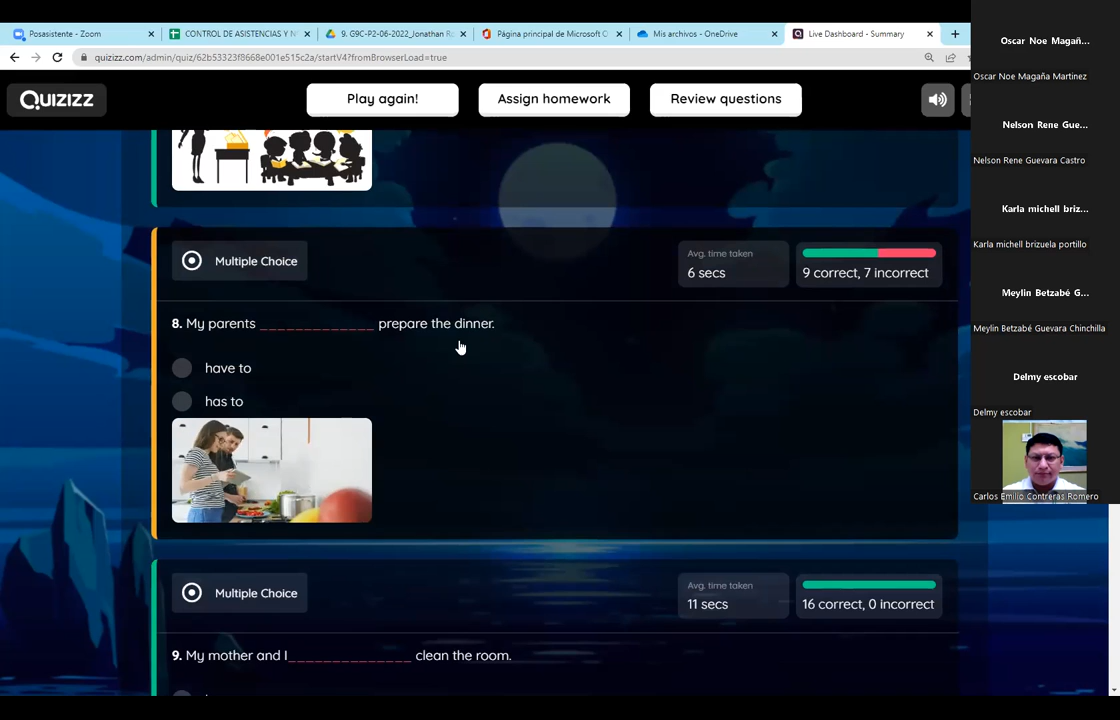 Posasistente - Zoom
CONTROL DE ASISTENCIAS Y N
9. G9C-P2-06-2022_Jonathan Ro
Página principal de Microsoft O
Mis archivos - OneDrive
Live Dashboard - Summary
quizizz.com/admin/quiz/62b53323f8668e001e515c2a/startV4?fromBrowserLoad=true
QUIZIZZ
Play again!
Assign homework
Review questions
Multiple Choice
Avg. time taken
6 secs
9 correct, 7 incorrect
8. My parents _____________ prepare the dinner.
have to
has to
Multiple Choice
Avg. time taken
11 secs
16 correct, 0 incorrect
9. My mother and I______________ clean the room.
Oscar Noe Magañ...
Oscar Noe Magaña Martinez
Nelson Rene Gue...
Nelson Rene Guevara Castro
Karla michell briz...
Karla michell brizuela portillo
Meylin Betzabé G...
Meylin Betzabé Guevara Chinchilla
Delmy escobar
Delmy escobar
Carlos Emilio Contreras Romero